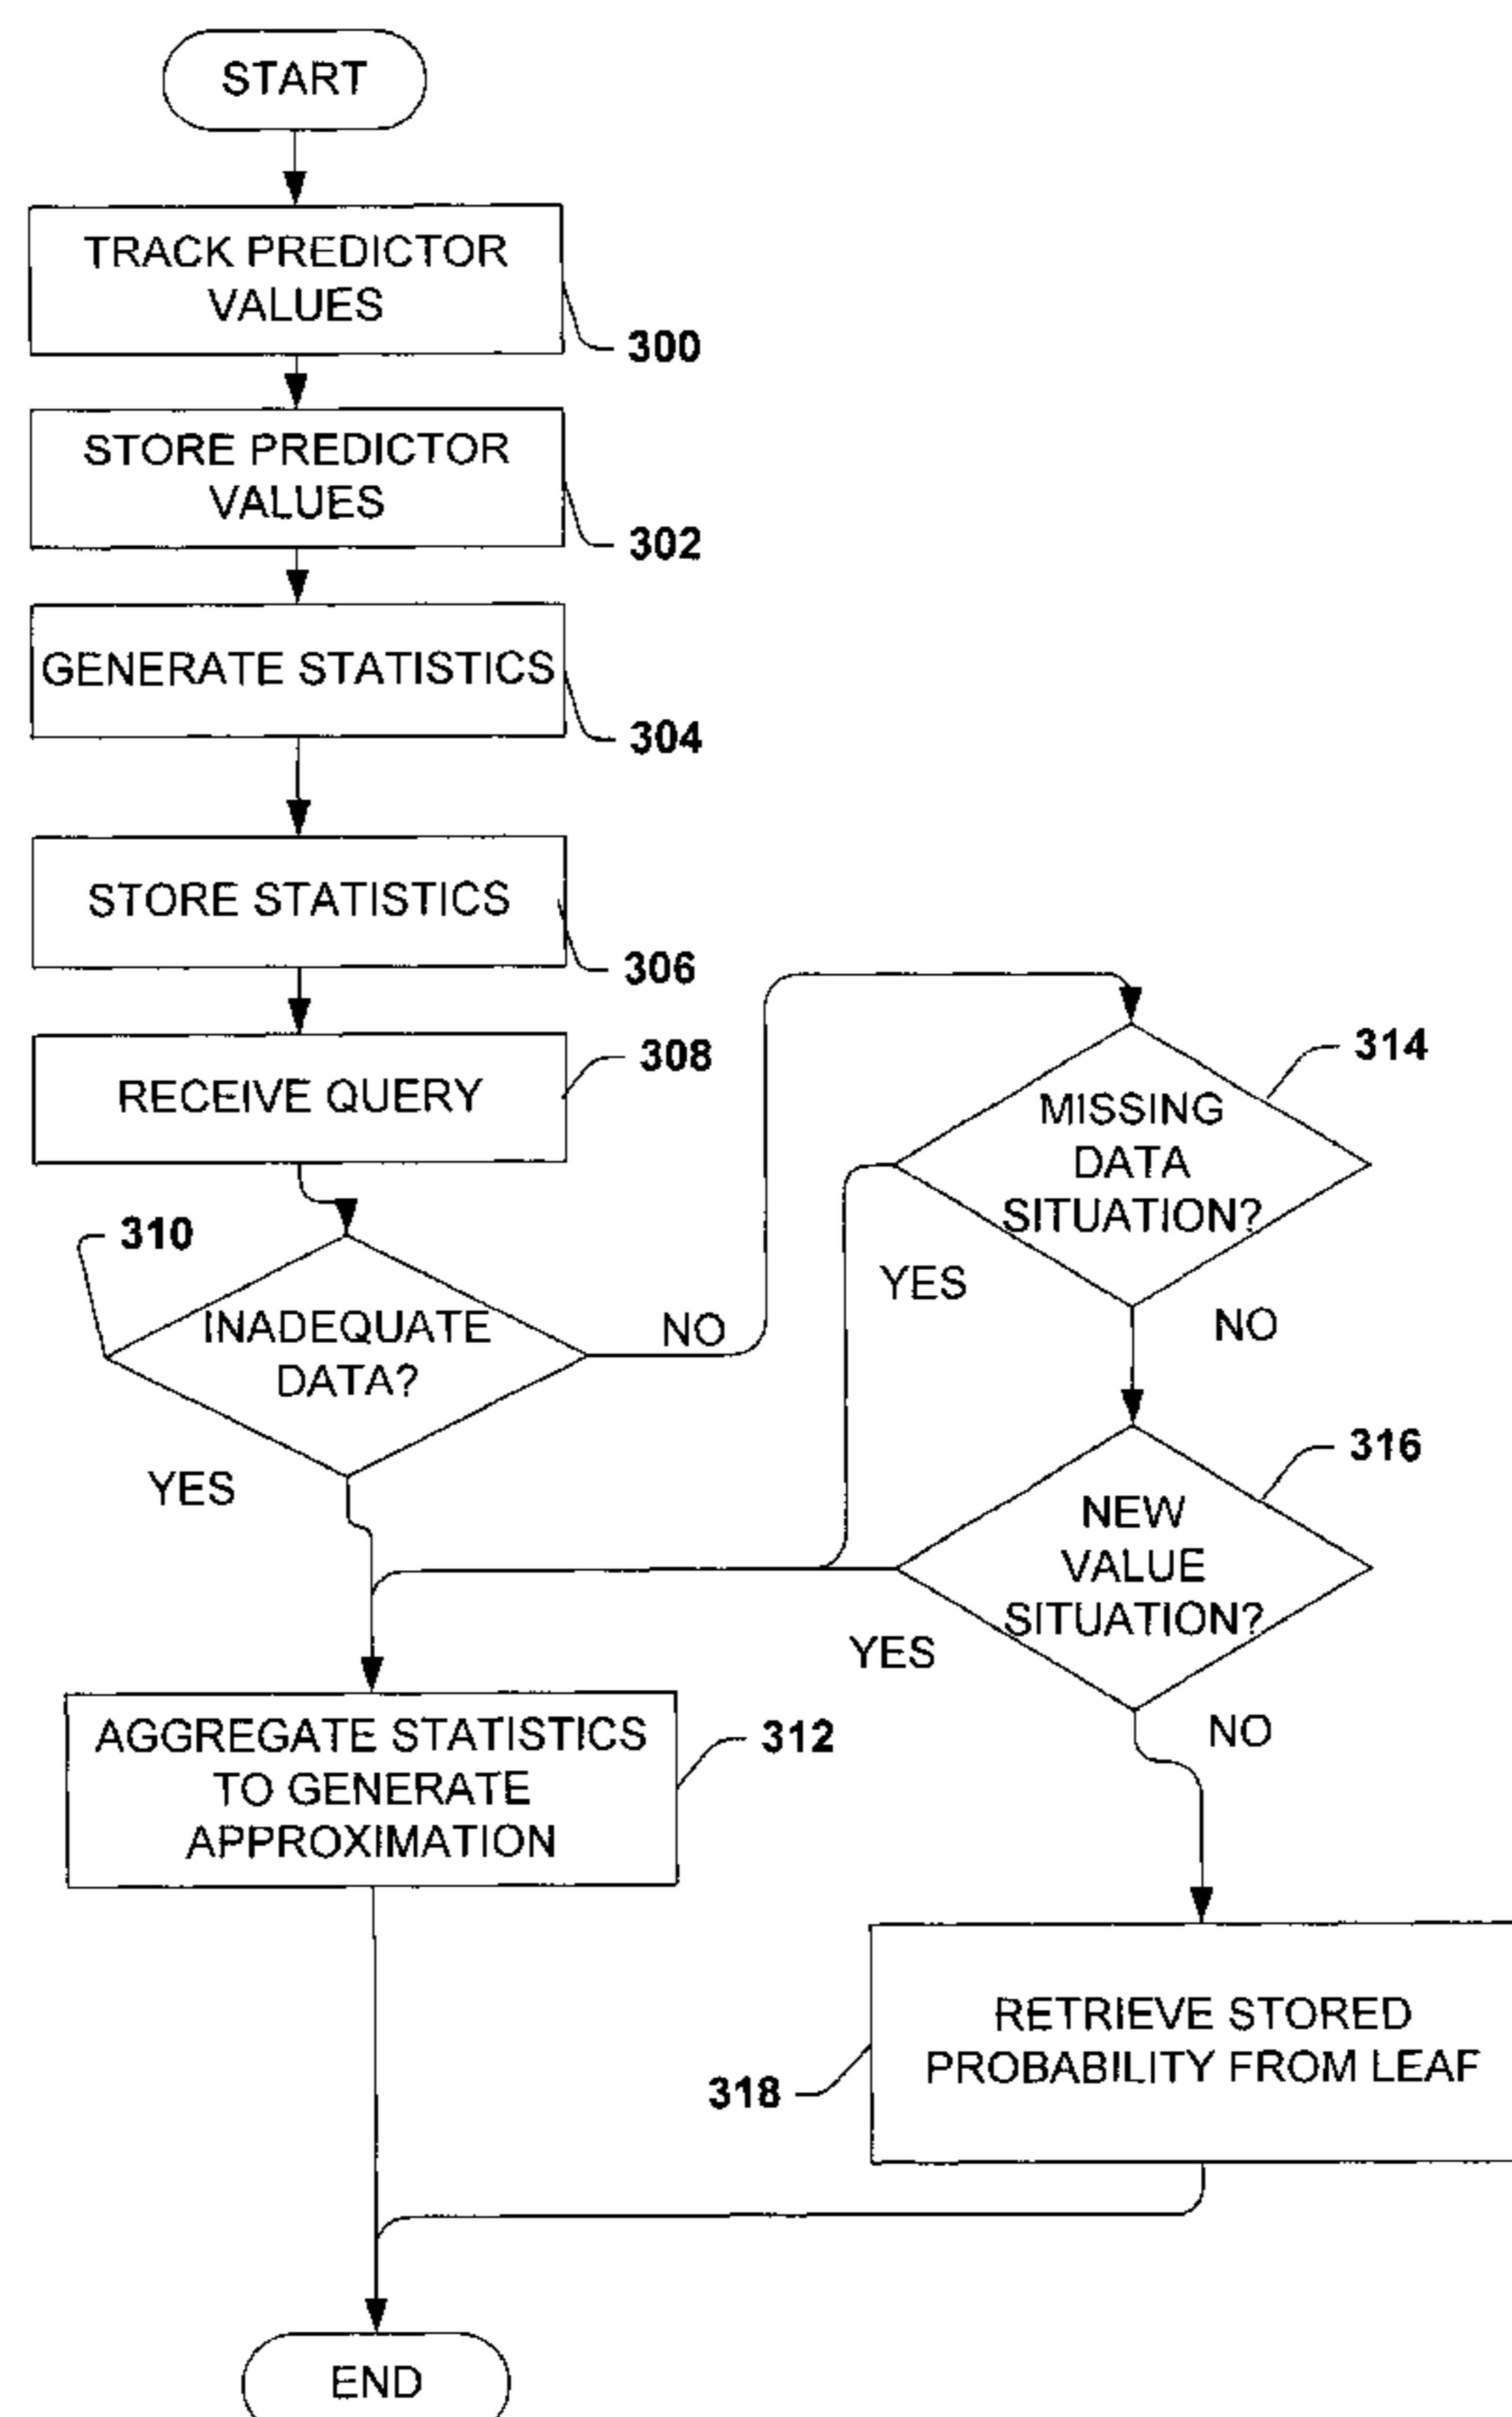 START
TRACK PREDICTOR
VALUES
300
STORE PREDICTOR
VALUES
302
GENERATE STATISTICS
304
STORE STATISTICS
306
RECEIVE QUERY
308
310
INADEQUATE
DATA?
NO
YES
314
MISSING
DATA
SITUATION?
YES
NO
316
NEW
VALUE
SITUATION?
YES
NO
AGGREGATE STATISTICS
TO GENERATE
APPROXIMATION
312
RETRIEVE STORED
PROBABILITY FROM LEAF
318
END